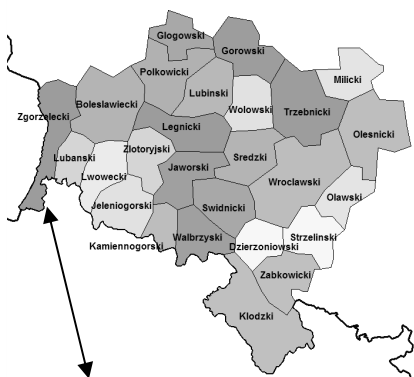 Glogowski
Gorowski
Polkowicki
Milicki
Boleslawiecki
Lubinski
Wolowski
Trzebnicki
Zgorzelecki
Legnicki
Olesnicki
Lubanski
Zlotoryjski
Sredzki
Lwowecki
Jaworski
Wroclawski
Olawski
Jeleniogorski
Swidnicki
Kamiennogorski
Walbrzyski
Dzierzoniowski
Strzelinski
Zabkowicki
Klodzki